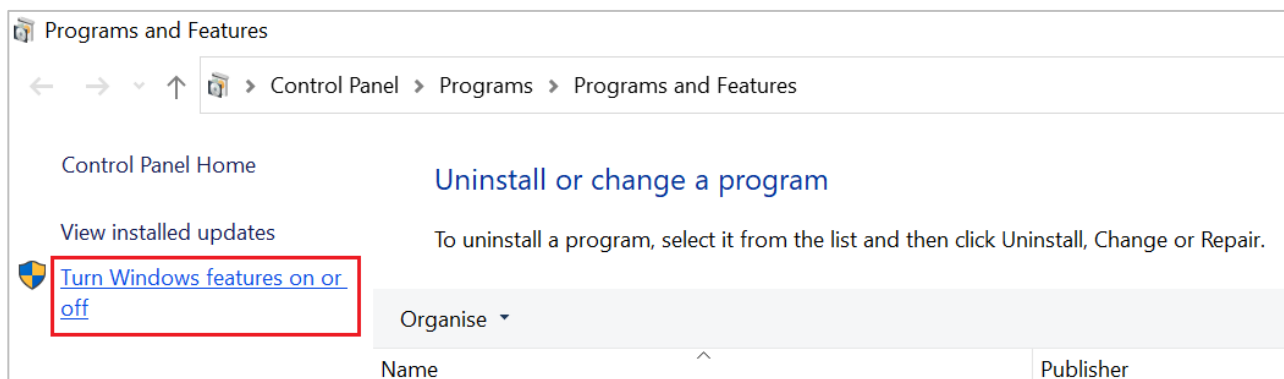 Programs and Features
Control Panel > Programs > Programs and Features
Control Panel Home
Uninstall or change a program
View installed updates
To uninstall a program, select it from the list and then click Uninstall, Change or Repair.
Turn Windows features on or
off
Organise
Name
Publisher